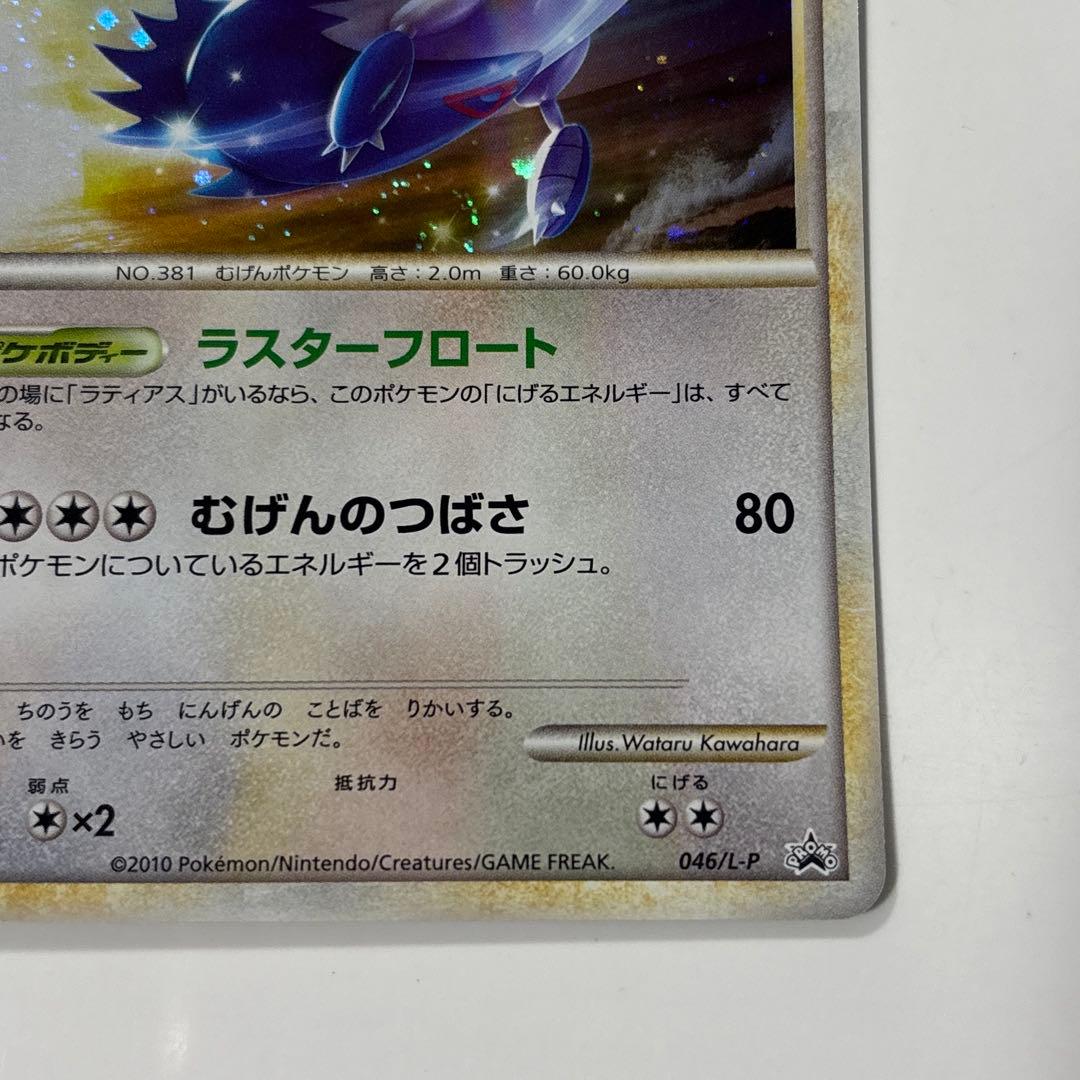 NO.381 むげんポケモン 高さ:2.0m 重さ:60.0kg
ケボディー ラスターフロート
の場に「ラティアス」がいるなら、このポケモンの「にげるエネルギー」は、すべて
なる。
むげんのつばさ 80
ポケモンについているエネルギーを2個トラッシュ。
ちのうを もち にんげんの ことばを りかいする。
を きらう やさしい ポケモンだ。
Illus. Wataru Kawahara
弱点 抵抗力 にげる
×2
©2010 Pokémon/Nintendo/Creatures/GAME FREAK. 046/L-P PROMO